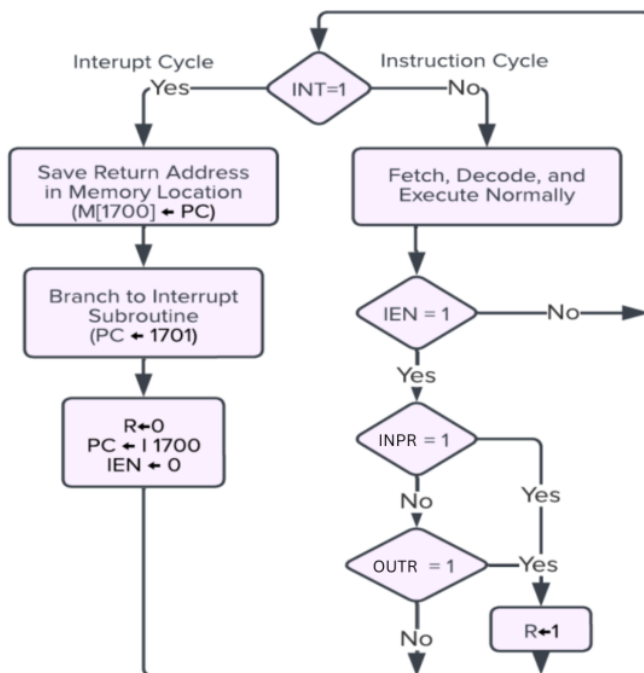 Interupt Cycle
Instruction Cycle
INT=1
Yes
No
Save Return Address
in Memory Location
(M[1700] ← PC)
Fetch, Decode, and
Execute Normally
Branch to Interrupt
Subroutine
(PC ← 1701)
IEN = 1
No
Yes
R←0
PC ← I 1700
IEN ← 0
INPR = 1
Yes
No
OUTR = 1
Yes
No
R←1